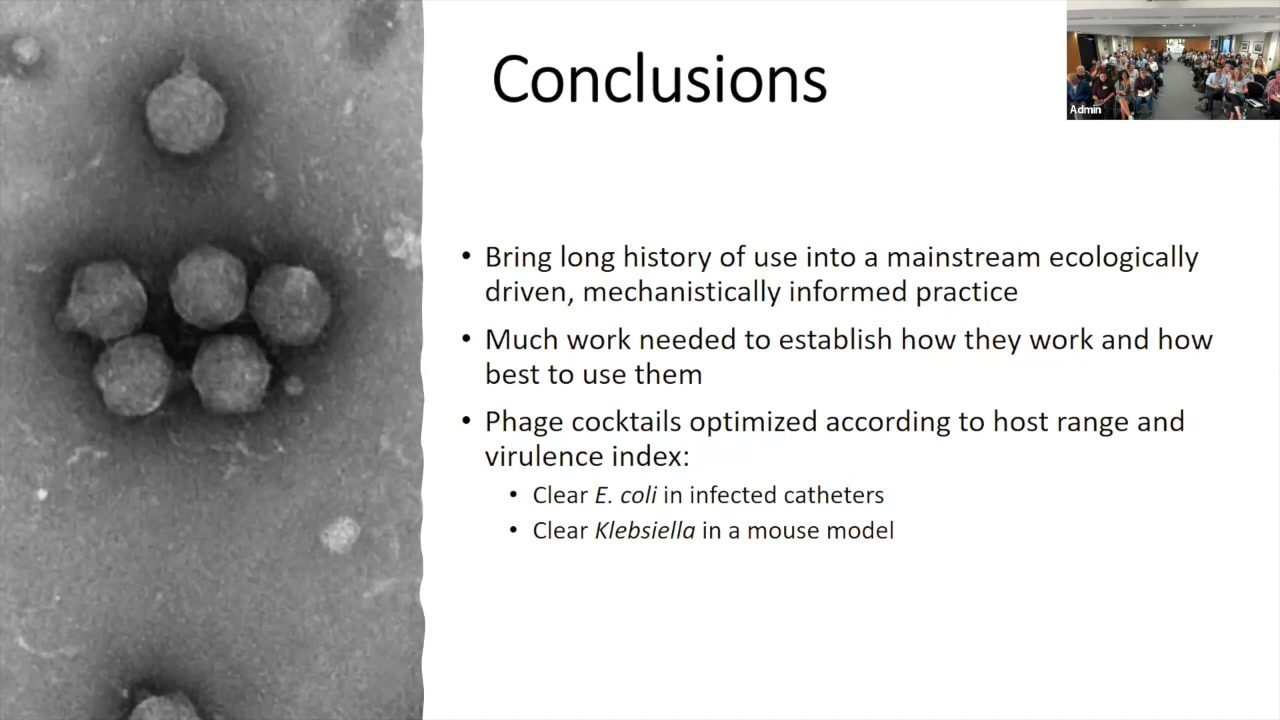 Conclusions
Admin
• Bring long history of use into a mainstream ecologically
driven, mechanistically informed practice
• Much work needed to establish how they work and how
best to use them
• Phage cocktails optimized according to host range and
virulence index:
• Clear E. coli in infected catheters
• Clear Klebsiella in a mouse model